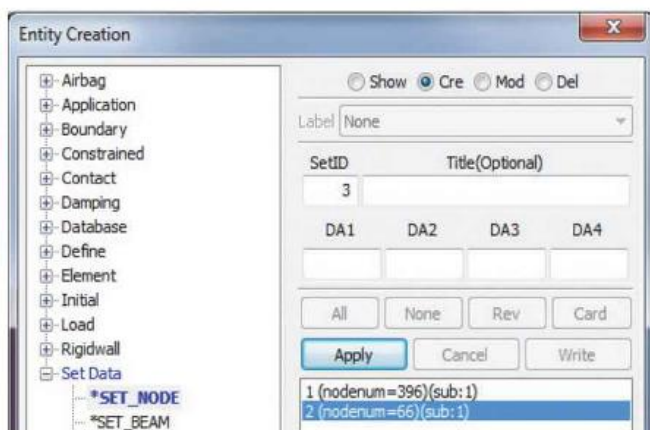 Entity Creation
Airbag
Application
Boundary
Constrained
Contact
Damping
Database
Define
Element
Initial
Load
Rigidwall
Set Data
*SET_NODE
*SET_BEAM
Show Cre Mod Del
Label None
SetID Title(Optional)
3
DA1 DA2 DA3 DA4
All None Rev Card
Apply Cancel Write
1 (nodenum=396)(sub:1)
2 (nodenum=66)(sub:1)